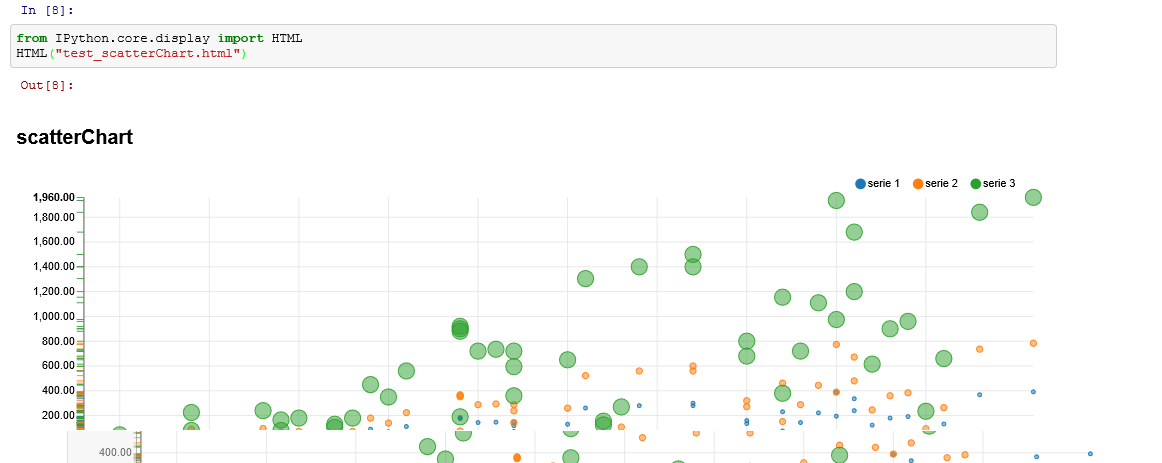 In [8]:
from IPython.core.display import HTML
HTML("test_scatterChart.html")
Out[8]:
scatterChart
serie 1 serie 2 serie 3
1,960.00
1,800.00
1,600.00
1,400.00
1,200.00
1,000.00
800.00
600.00
400.00
200.00
400.00